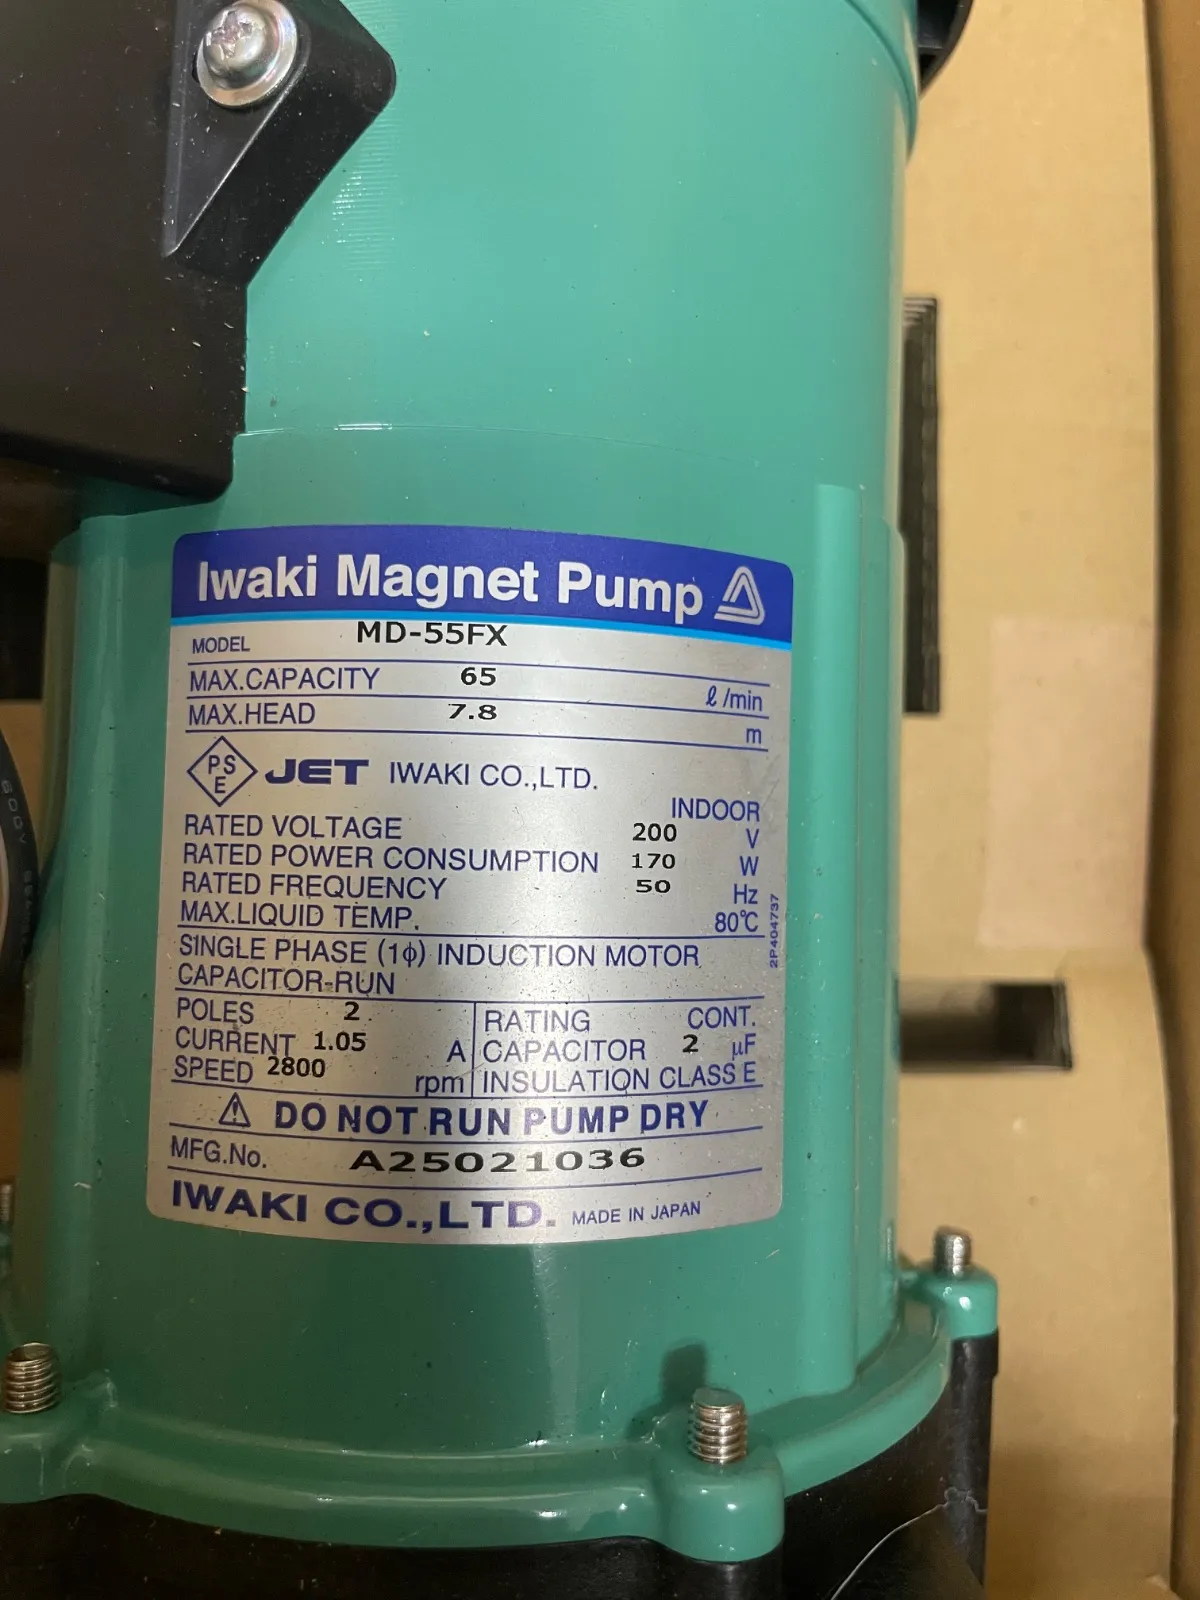 Iwaki Magnet Pump
MODEL MD-55FX
MAX.CAPACITY 65 ℓ/min
MAX.HEAD 7.8 m
PS E JET IWAKI CO.,LTD.
INDOOR
RATED VOLTAGE 200 V
RATED POWER CONSUMPTION 170 W
RATED FREQUENCY 50 Hz
MAX.LIQUID TEMP. 80℃
2P404737
SINGLE PHASE (1ϕ) INDUCTION MOTOR
CAPACITOR-RUN
POLES 2 RATING CONT.
CURRENT 1.05 A CAPACITOR 2 µF
SPEED 2800 rpm INSULATION CLASS E
⚠ DO NOT RUN PUMP DRY
MFG.No. A25021036
IWAKI CO.,LTD. MADE IN JAPAN
600V